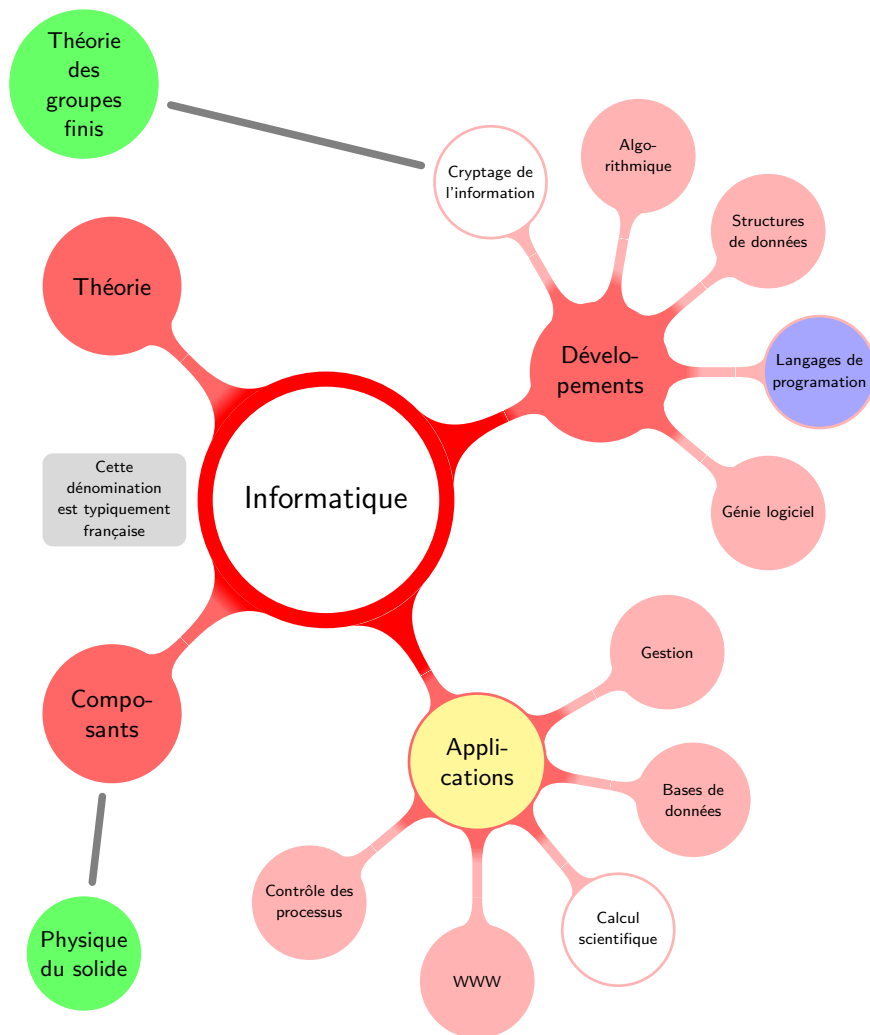 Théorie
des
groupes
finis
Cryptage de
l'information
Algo-
rithmique
Structures
de données
Théorie
Dévelo-
pements
Langages de
programation
Cette
dénomination
est typiquement
française
Informatique
Génie logiciel
Gestion
Compo-
sants
Appli-
cations
Bases de
données
Contrôle des
processus
Calcul
scientifique
Physique
du solide
WWW